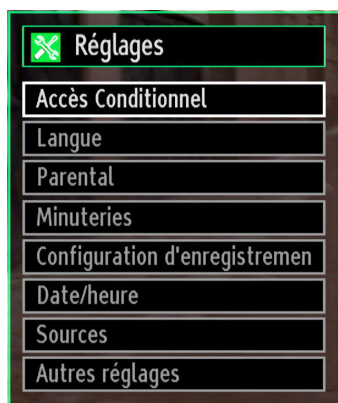 Réglages
Accès Conditionnel
Langue
Parental
Minuteries
Configuration d'enregistremen
Date/heure
Sources
Autres réglages